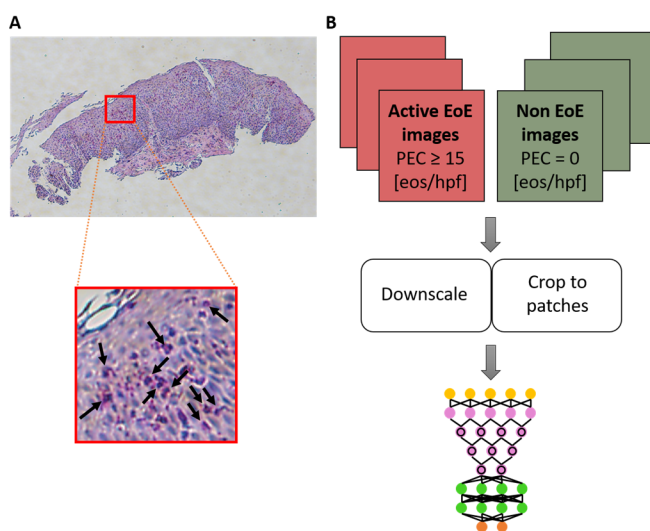 A
B
Active EoE
images
PEC ≥ 15
[eos/hpf]
Non EoE
images
PEC = 0
[eos/hpf]
Downscale
Crop to
patches